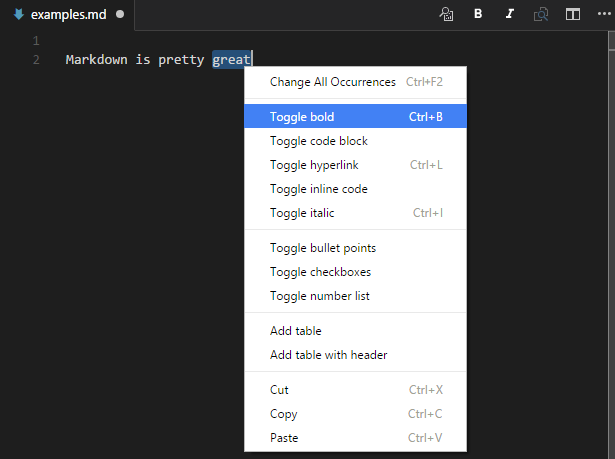 examples.md
B I
1
2 Markdown is pretty great
Change All Occurrences Ctrl+F2
Toggle bold Ctrl+B
Toggle code block
Toggle hyperlink Ctrl+L
Toggle inline code
Toggle italic Ctrl+I
Toggle bullet points
Toggle checkboxes
Toggle number list
Add table
Add table with header
Cut Ctrl+X
Copy Ctrl+C
Paste Ctrl+V